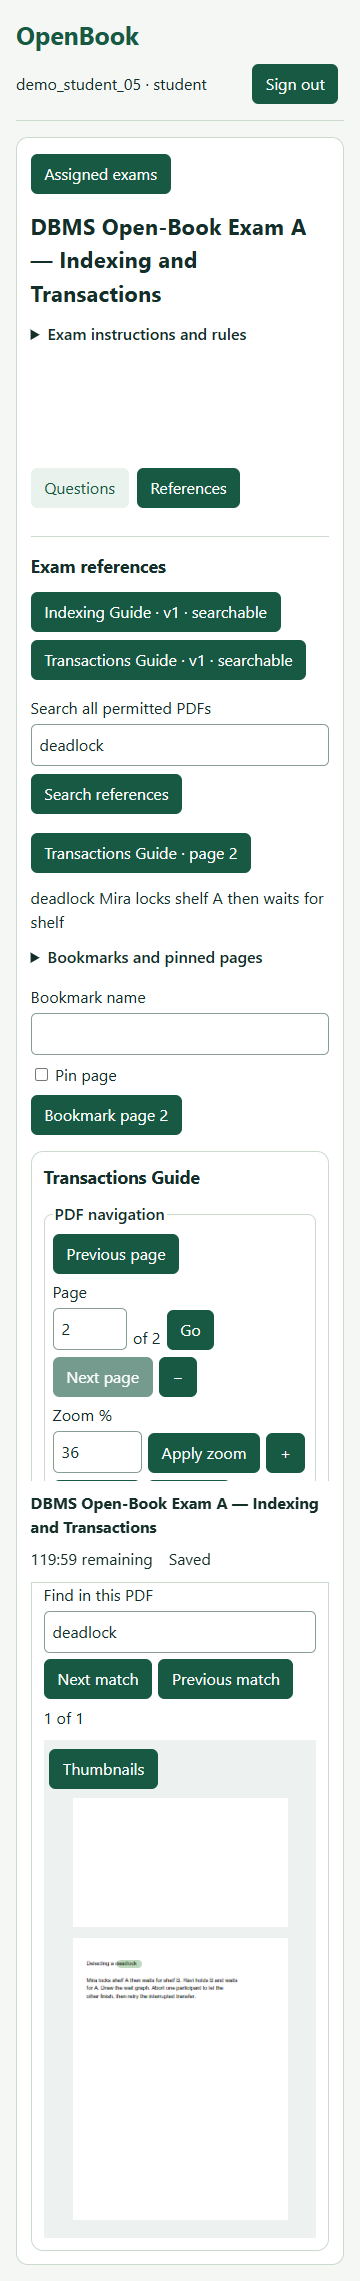 OpenBook
demo_student_05 · student
Sign out
Assigned exams
DBMS Open-Book Exam A
— Indexing and
Transactions
▶ Exam instructions and rules
Questions
References
Exam references
Indexing Guide · v1 · searchable
Transactions Guide · v1 · searchable
Search all permitted PDFs
deadlock
Search references
Transactions Guide · page 2
deadlock Mira locks shelf A then waits for
shelf
▶ Bookmarks and pinned pages
Bookmark name
Pin page
Bookmark page 2
Transactions Guide
PDF navigation
Previous page
Page
2 of 2 Go
Next page −
Zoom %
36 Apply zoom +
DBMS Open-Book Exam A — Indexing
and Transactions
119:59 remaining Saved
Find in this PDF
deadlock
Next match Previous match
1 of 1
Thumbnails
Detecting a deadlock
Mira locks shelf A then waits for shelf B. Ravi holds B and waits
for A. Draw the wait graph. Abort one participant to let the
other finish, then retry the interrupted transfer.